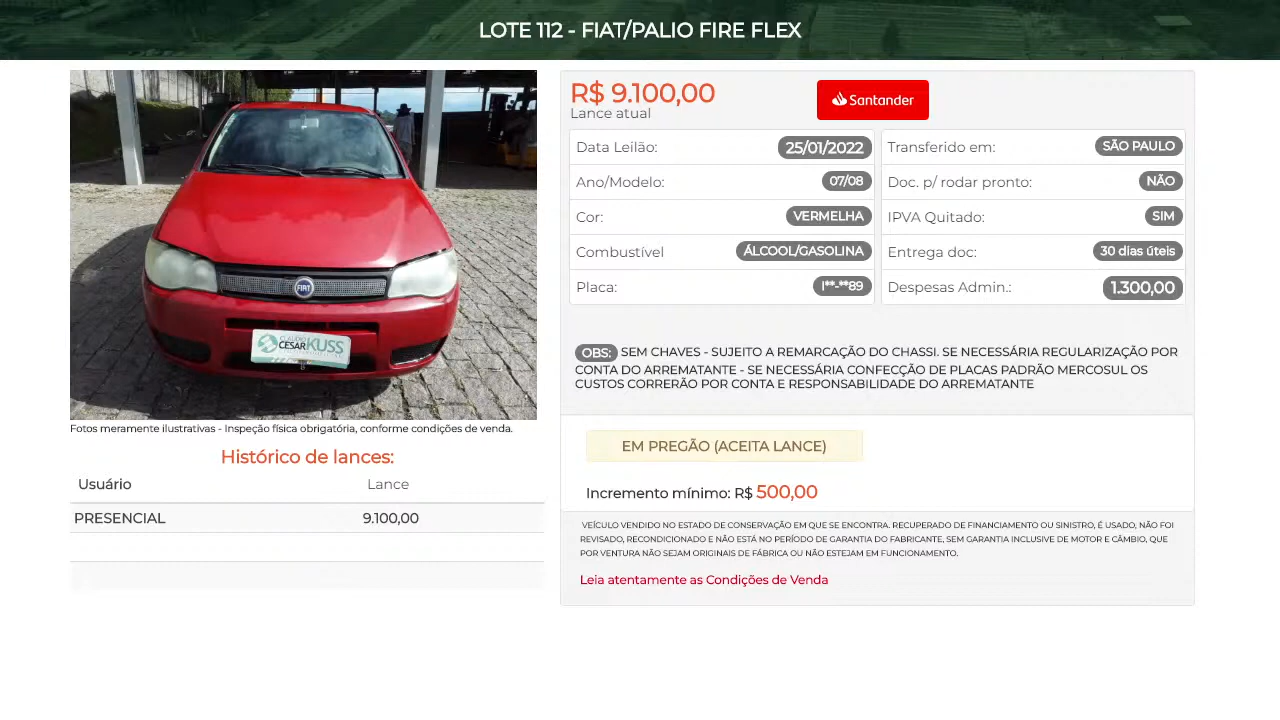 LOTE 112 - FIAT/PALIO FIRE FLEX
FIAT
CLAUDIO
CESAR KUSS
Fotos meramente ilustrativas - Inspeção física obrigatória, conforme condições de venda.
Histórico de lances:
Usuário Lance
PRESENCIAL 9.100,00
R$ 9.100,00
Lance atual
Santander
Data Leilão: 25/01/2022
Ano/Modelo: 07/08
Cor: VERMELHA
Combustível ÁLCOOL/GASOLINA
Placa: I**-**89
Transferido em: SÃO PAULO
Doc. p/ rodar pronto: NÃO
IPVA Quitado: SIM
Entrega doc: 30 dias úteis
Despesas Admin.: 1.300,00
OBS: SEM CHAVES - SUJEITO A REMARCAÇÃO DO CHASSI. SE NECESSÁRIA REGULARIZAÇÃO POR
CONTA DO ARREMATANTE - SE NECESSÁRIA CONFECÇÃO DE PLACAS PADRÃO MERCOSUL OS
CUSTOS CORRERÃO POR CONTA E RESPONSABILIDADE DO ARREMATANTE
EM PREGÃO (ACEITA LANCE)
Incremento mínimo: R$ 500,00
VEÍCULO VENDIDO NO ESTADO DE CONSERVAÇÃO EM QUE SE ENCONTRA. RECUPERADO DE FINANCIAMENTO OU SINISTRO, É USADO, NÃO FOI
REVISADO, RECONDICIONADO E NÃO ESTÁ NO PERÍODO DE GARANTIA DO FABRICANTE, SEM GARANTIA INCLUSIVE DE MOTOR E CÂMBIO, QUE
POR VENTURA NÃO SEJAM ORIGINAIS DE FÁBRICA OU NÃO ESTEJAM EM FUNCIONAMENTO.
Leia atentamente as Condições de Venda